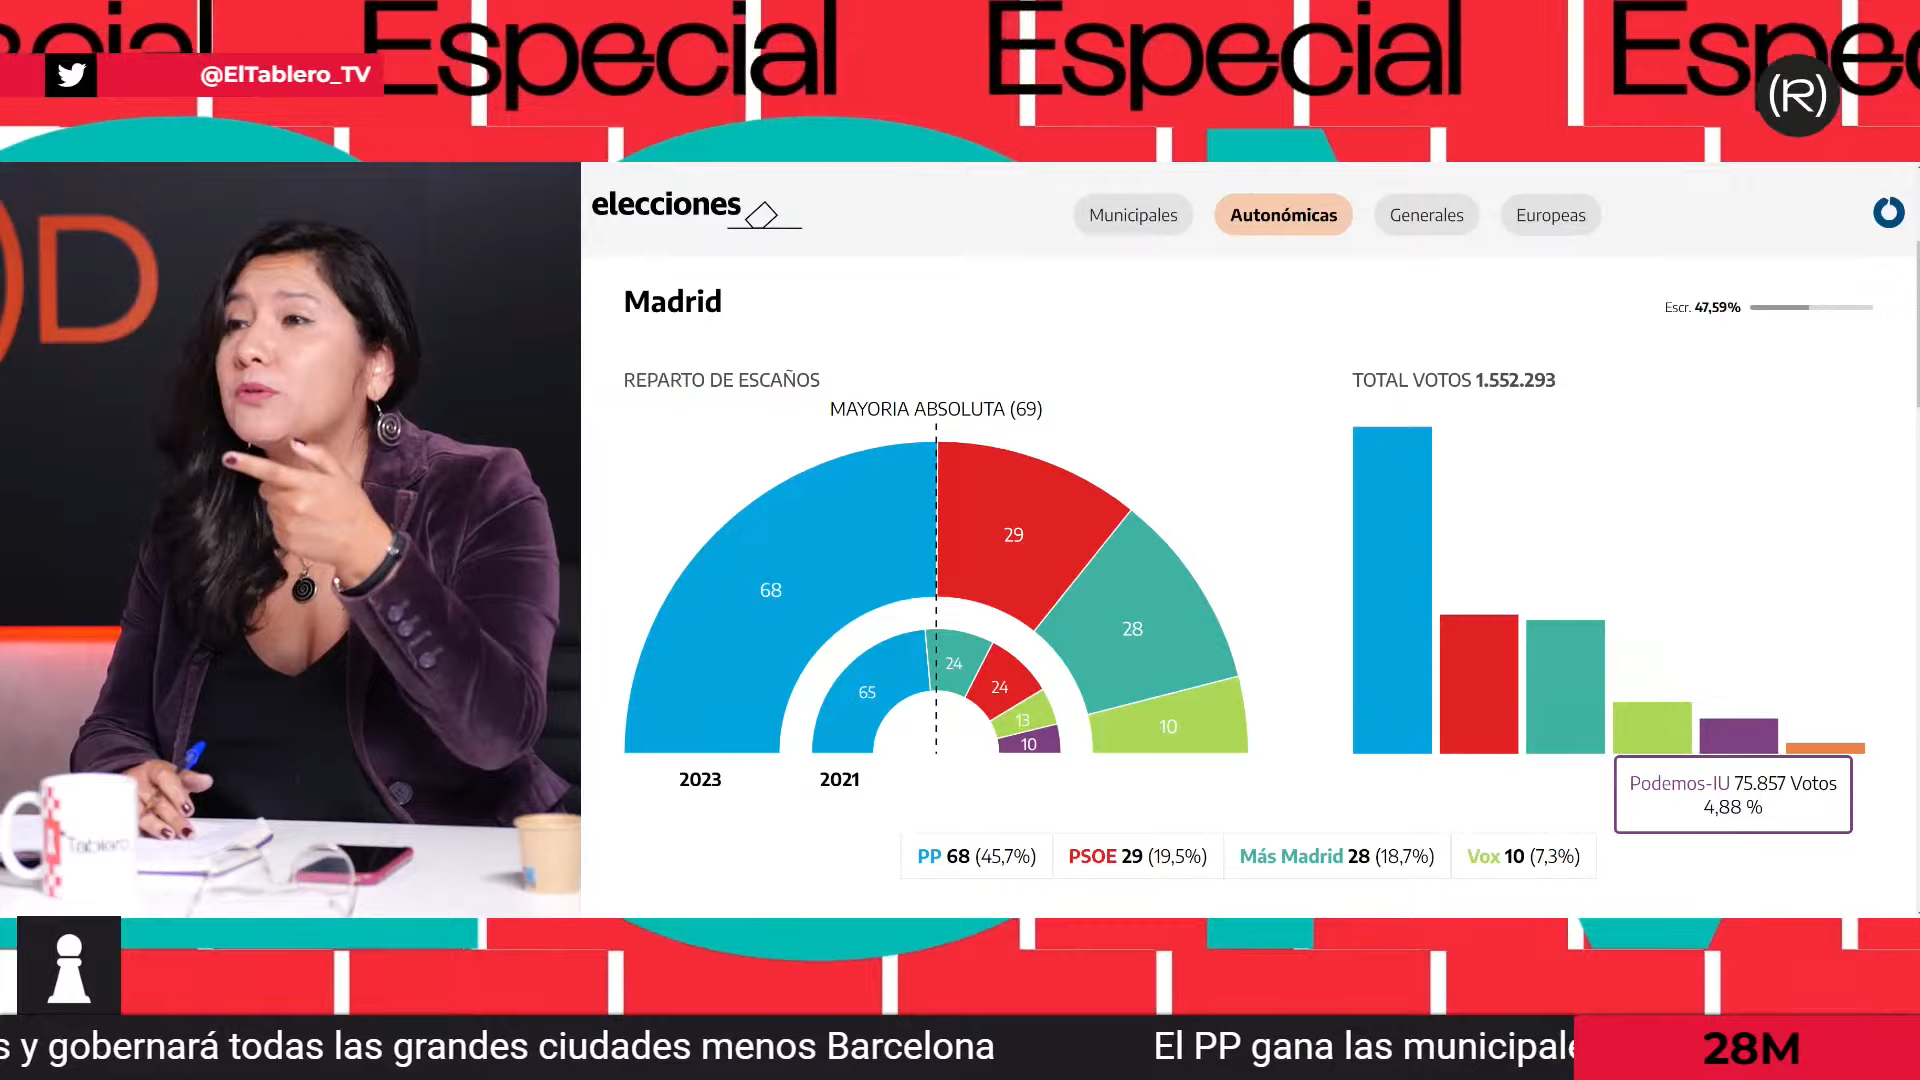 Especial
Especial
@ElTablero_TV
(R)
D
elecciones
Municipales
Autonómicas
Generales
Europeas
Madrid
Escr. 47,59%
REPARTO DE ESCAÑOS
TOTAL VOTOS 1.552.293
MAYORIA ABSOLUTA (69)
68
29
28
10
65
24
24
13
10
2023
2021
Podemos-IU 75.857 Votos
4,88 %
PP 68 (45,7%)
PSOE 29 (19,5%)
Más Madrid 28 (18,7%)
Vox 10 (7,3%)
Tablero
s y gobernará todas las grandes ciudades menos Barcelona
El PP gana las municipale
28M